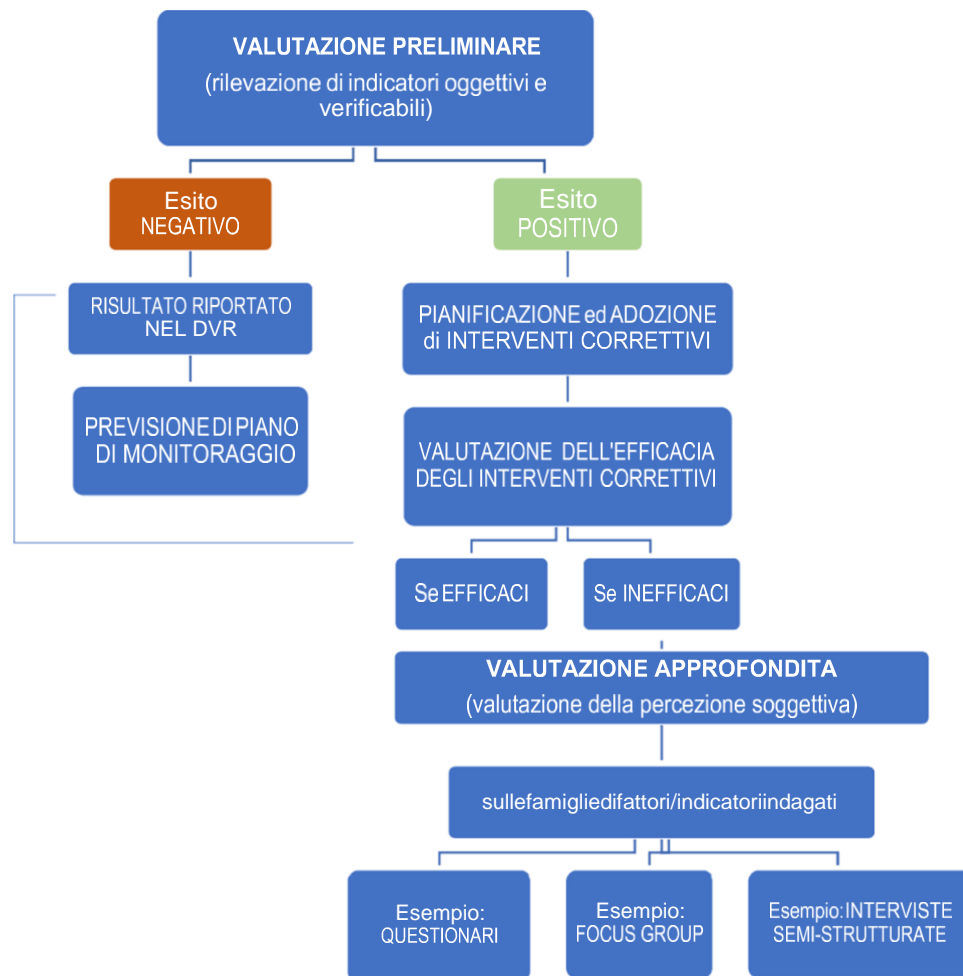 VALUTAZIONE PRELIMINARE
(rilevazione di indicatori oggettivi e
verificabili)
Esito
NEGATIVO
Esito
POSITIVO
RISULTATO RIPORTATO
NEL DVR
PIANIFICAZIONE ed ADOZIONE
di INTERVENTI CORRETTIVI
PREVISIONE DI PIANO
DI MONITORAGGIO
VALUTAZIONE DELL'EFFICACIA
DEGLI INTERVENTI CORRETTIVI
Se EFFICACI
Se INEFFICACI
VALUTAZIONE APPROFONDITA
(valutazione della percezione soggettiva)
sullefamigliedifattori/indicatoriindagati
Esempio:
QUESTIONARI
Esempio:
FOCUS GROUP
Esempio: INTERVISTE
SEMI-STRUTTURATE